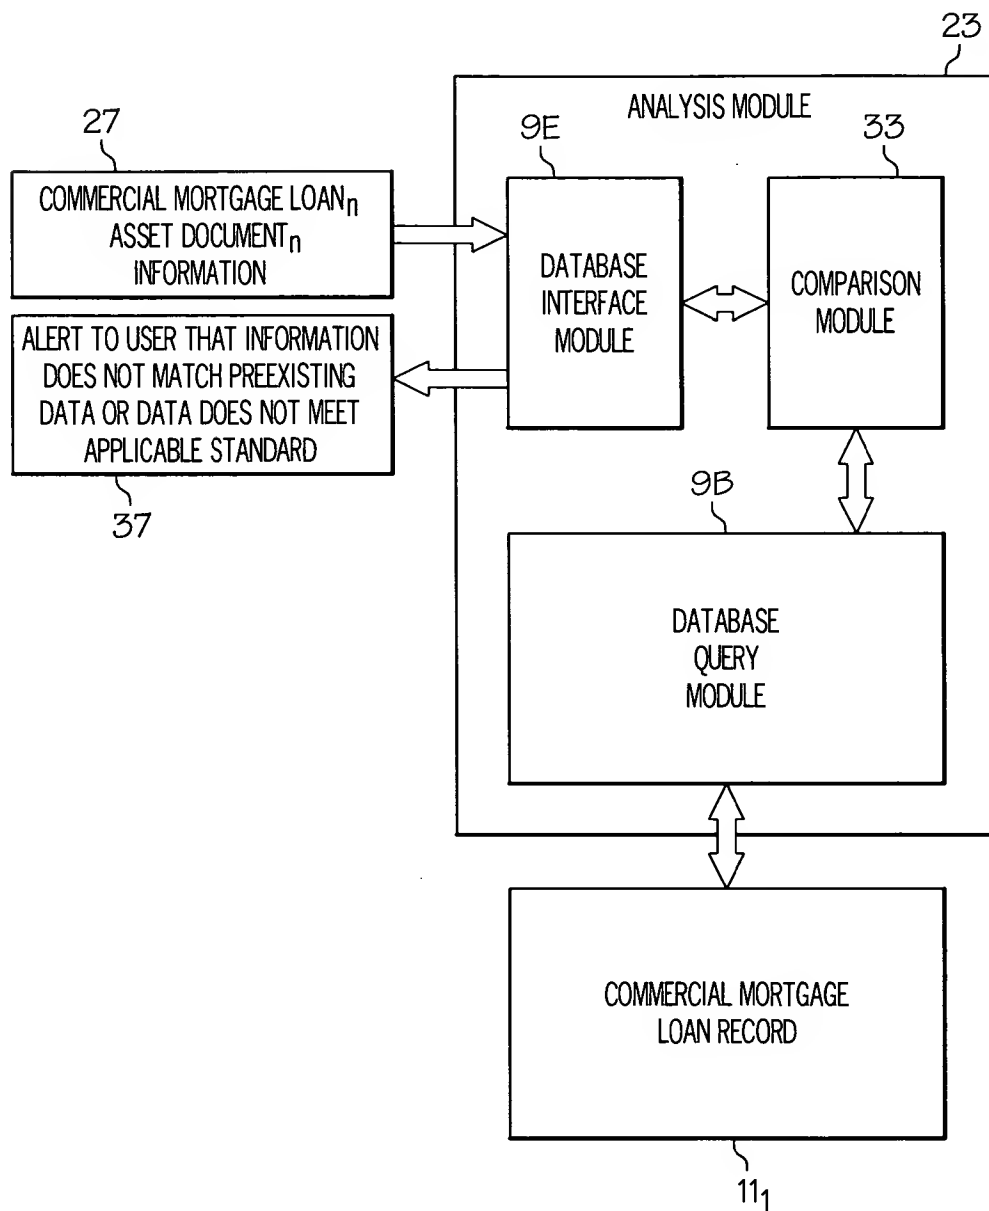 23
ANALYSIS MODULE
27
9E
33
COMMERCIAL MORTGAGE LOANn
ASSET DOCUMENTn
INFORMATION
DATABASE
INTERFACE
MODULE
COMPARISON
MODULE
ALERT TO USER THAT INFORMATION
DOES NOT MATCH PREEXISTING
DATA OR DATA DOES NOT MEET
APPLICABLE STANDARD
37
9B
DATABASE
QUERY
MODULE
COMMERCIAL MORTGAGE
LOAN RECORD
111